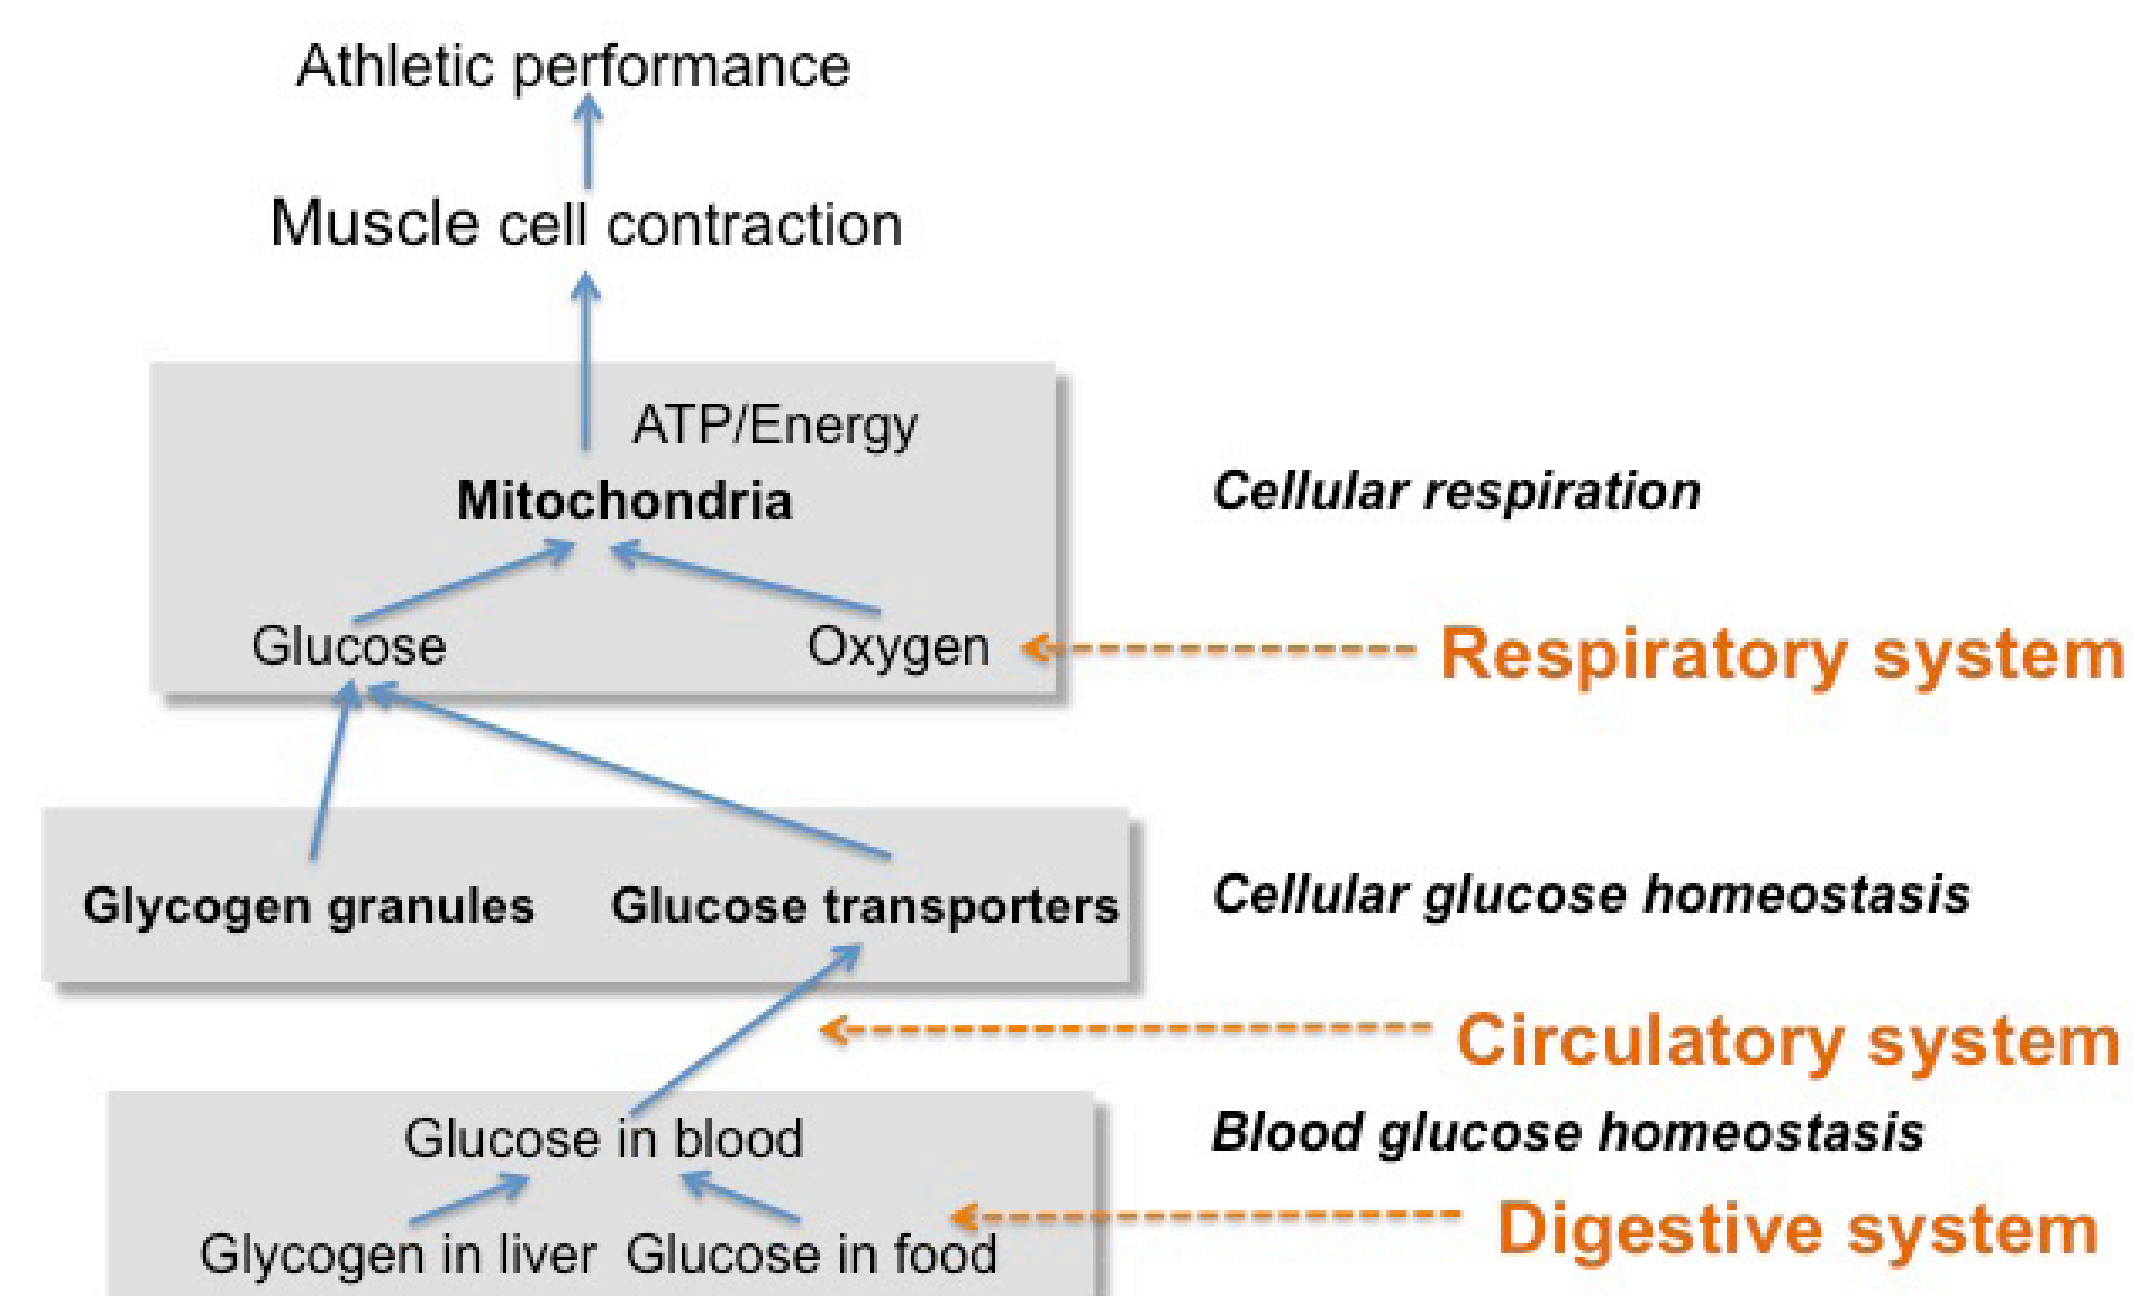 Athletic performance
Muscle cell contraction
ATP/Energy
Mitochondria
Cellular respiration
Glucose
Oxygen
Respiratory system
Glycogen granules
Glucose transporters
Cellular glucose homeostasis
Circulatory system
Glucose in blood
Blood glucose homeostasis
Glycogen in liver
Glucose in food
Digestive system